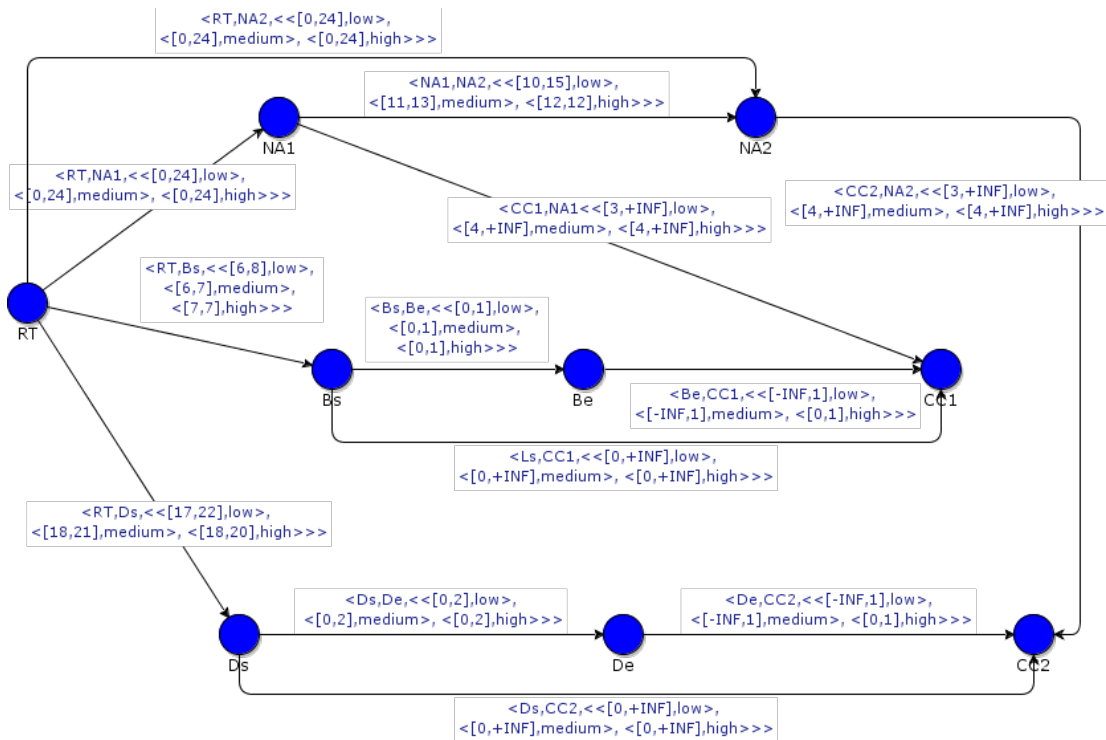 <RT,NA2,<<[0,24],low>,
<[0,24],medium>, <[0,24],high>>>
<NA1,NA2,<<[10,15],low>,
<[11,13],medium>, <[12,12],high>>>
NA1
NA2
<RT,NA1,<<[0,24],low>,
<[0,24],medium>, <[0,24],high>>>
<CC1,NA1<<[3,+INF],low>,
<[4,+INF],medium>, <[4,+INF],high>>>
<CC2,NA2,<<[3,+INF],low>,
<[4,+INF],medium>, <[4,+INF],high>>>
<RT,Bs,<<[6,8],low>,
<[6,7],medium>,
<[7,7],high>>>
RT
<Bs,Be,<<[0,1],low>,
<[0,1],medium>,
<[0,1],high>>>
Bs
Be
CC1
<Be,CC1,<<[-INF,1],low>,
<[-INF,1],medium>, <[0,1],high>>>
<Ls,CC1,<<[0,+INF],low>,
<[0,+INF],medium>, <[0,+INF],high>>>
<RT,Ds,<<[17,22],low>,
<[18,21],medium>, <[18,20],high>>>
<Ds,De,<<[0,2],low>,
<[0,2],medium>, <[0,2],high>>>
<De,CC2,<<[-INF,1],low>,
<[-INF,1],medium>, <[0,1],high>>>
Ds
De
CC2
<Ds,CC2,<<[0,+INF],low>,
<[0,+INF],medium>, <[0,+INF],high>>>